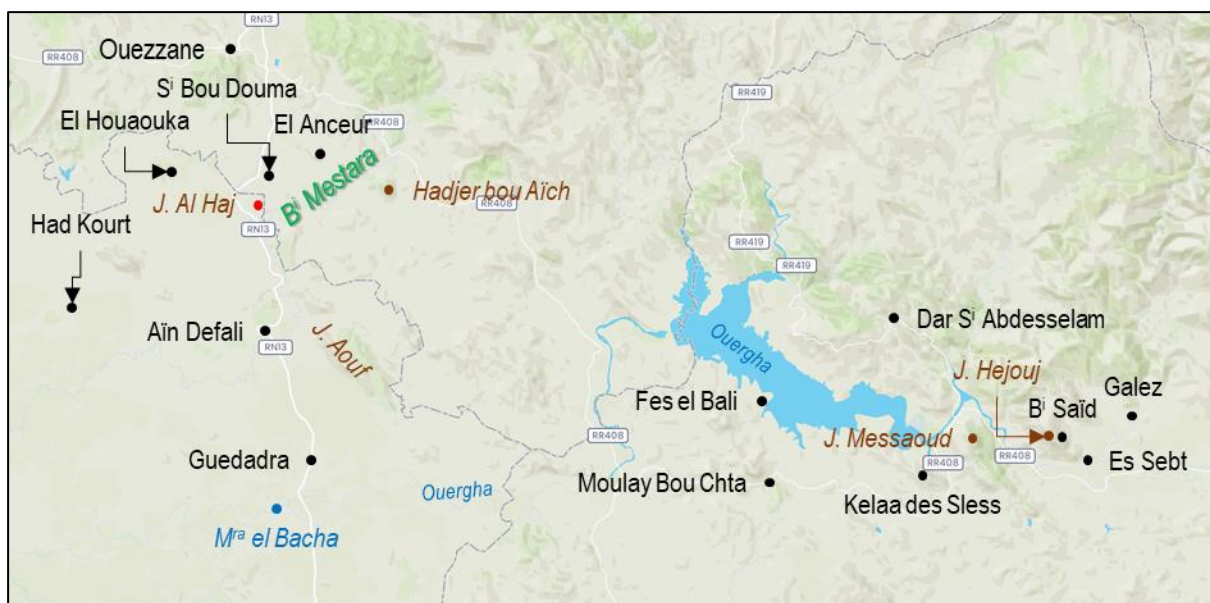 RN13
RR408
Ouezzane
RR419
Sⁱ Bou Douma
El Houaouka
El Anceur
RR408
Bⁱ Mestara
Hadjer bou Aïch
J. Al Haj
RR408
Had Kourt
RN13
RR419
RR419
Aïn Defali
J. Aouf
RN13
Ouergha
Dar Sⁱ Abdesselam
J. Hejouj
Galez
Fes el Bali
Bⁱ Saïd
RR408
J. Messaoud
Guedadra
RR408
RR408
Es Sebt
Ouergha
Moulay Bou Chta
Kelaa des Sless
Mʳᵃ el Bacha